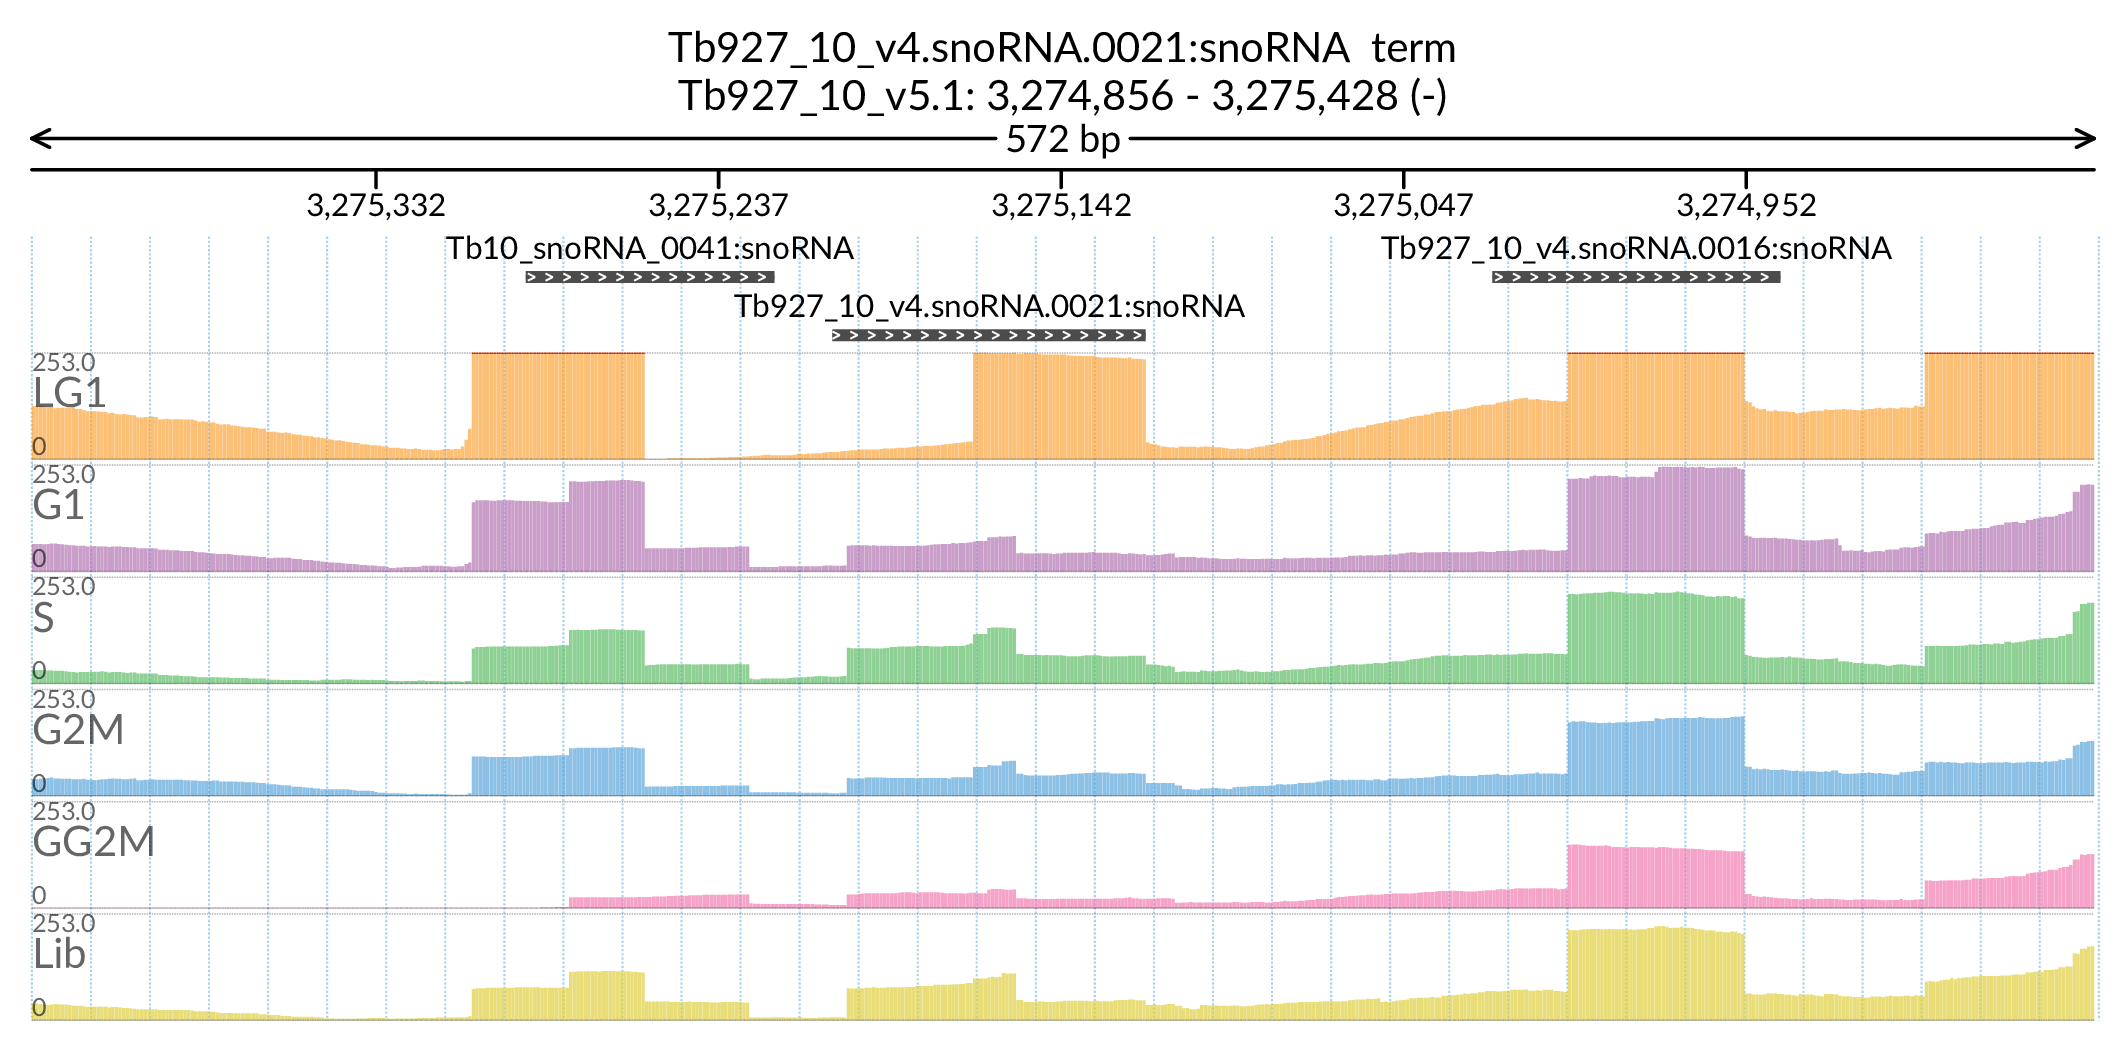 Tb927_10_v4.snoRNA.0021:snoRNA term
Tb927_10_v5.1: 3,274,856 - 3,275,428 (-)
572 bp
3,275,332 3,275,237 3,275,142 3,275,047 3,274,952
Tb10_snoRNA_0041:snoRNA Tb927_10_v4.snoRNA.0016:snoRNA
Tb927_10_v4.snoRNA.0021:snoRNA
253.0
LG1
0
253.0
G1
0
253.0
S
0
253.0
G2M
0
253.0
GG2M
0
253.0
Lib
0